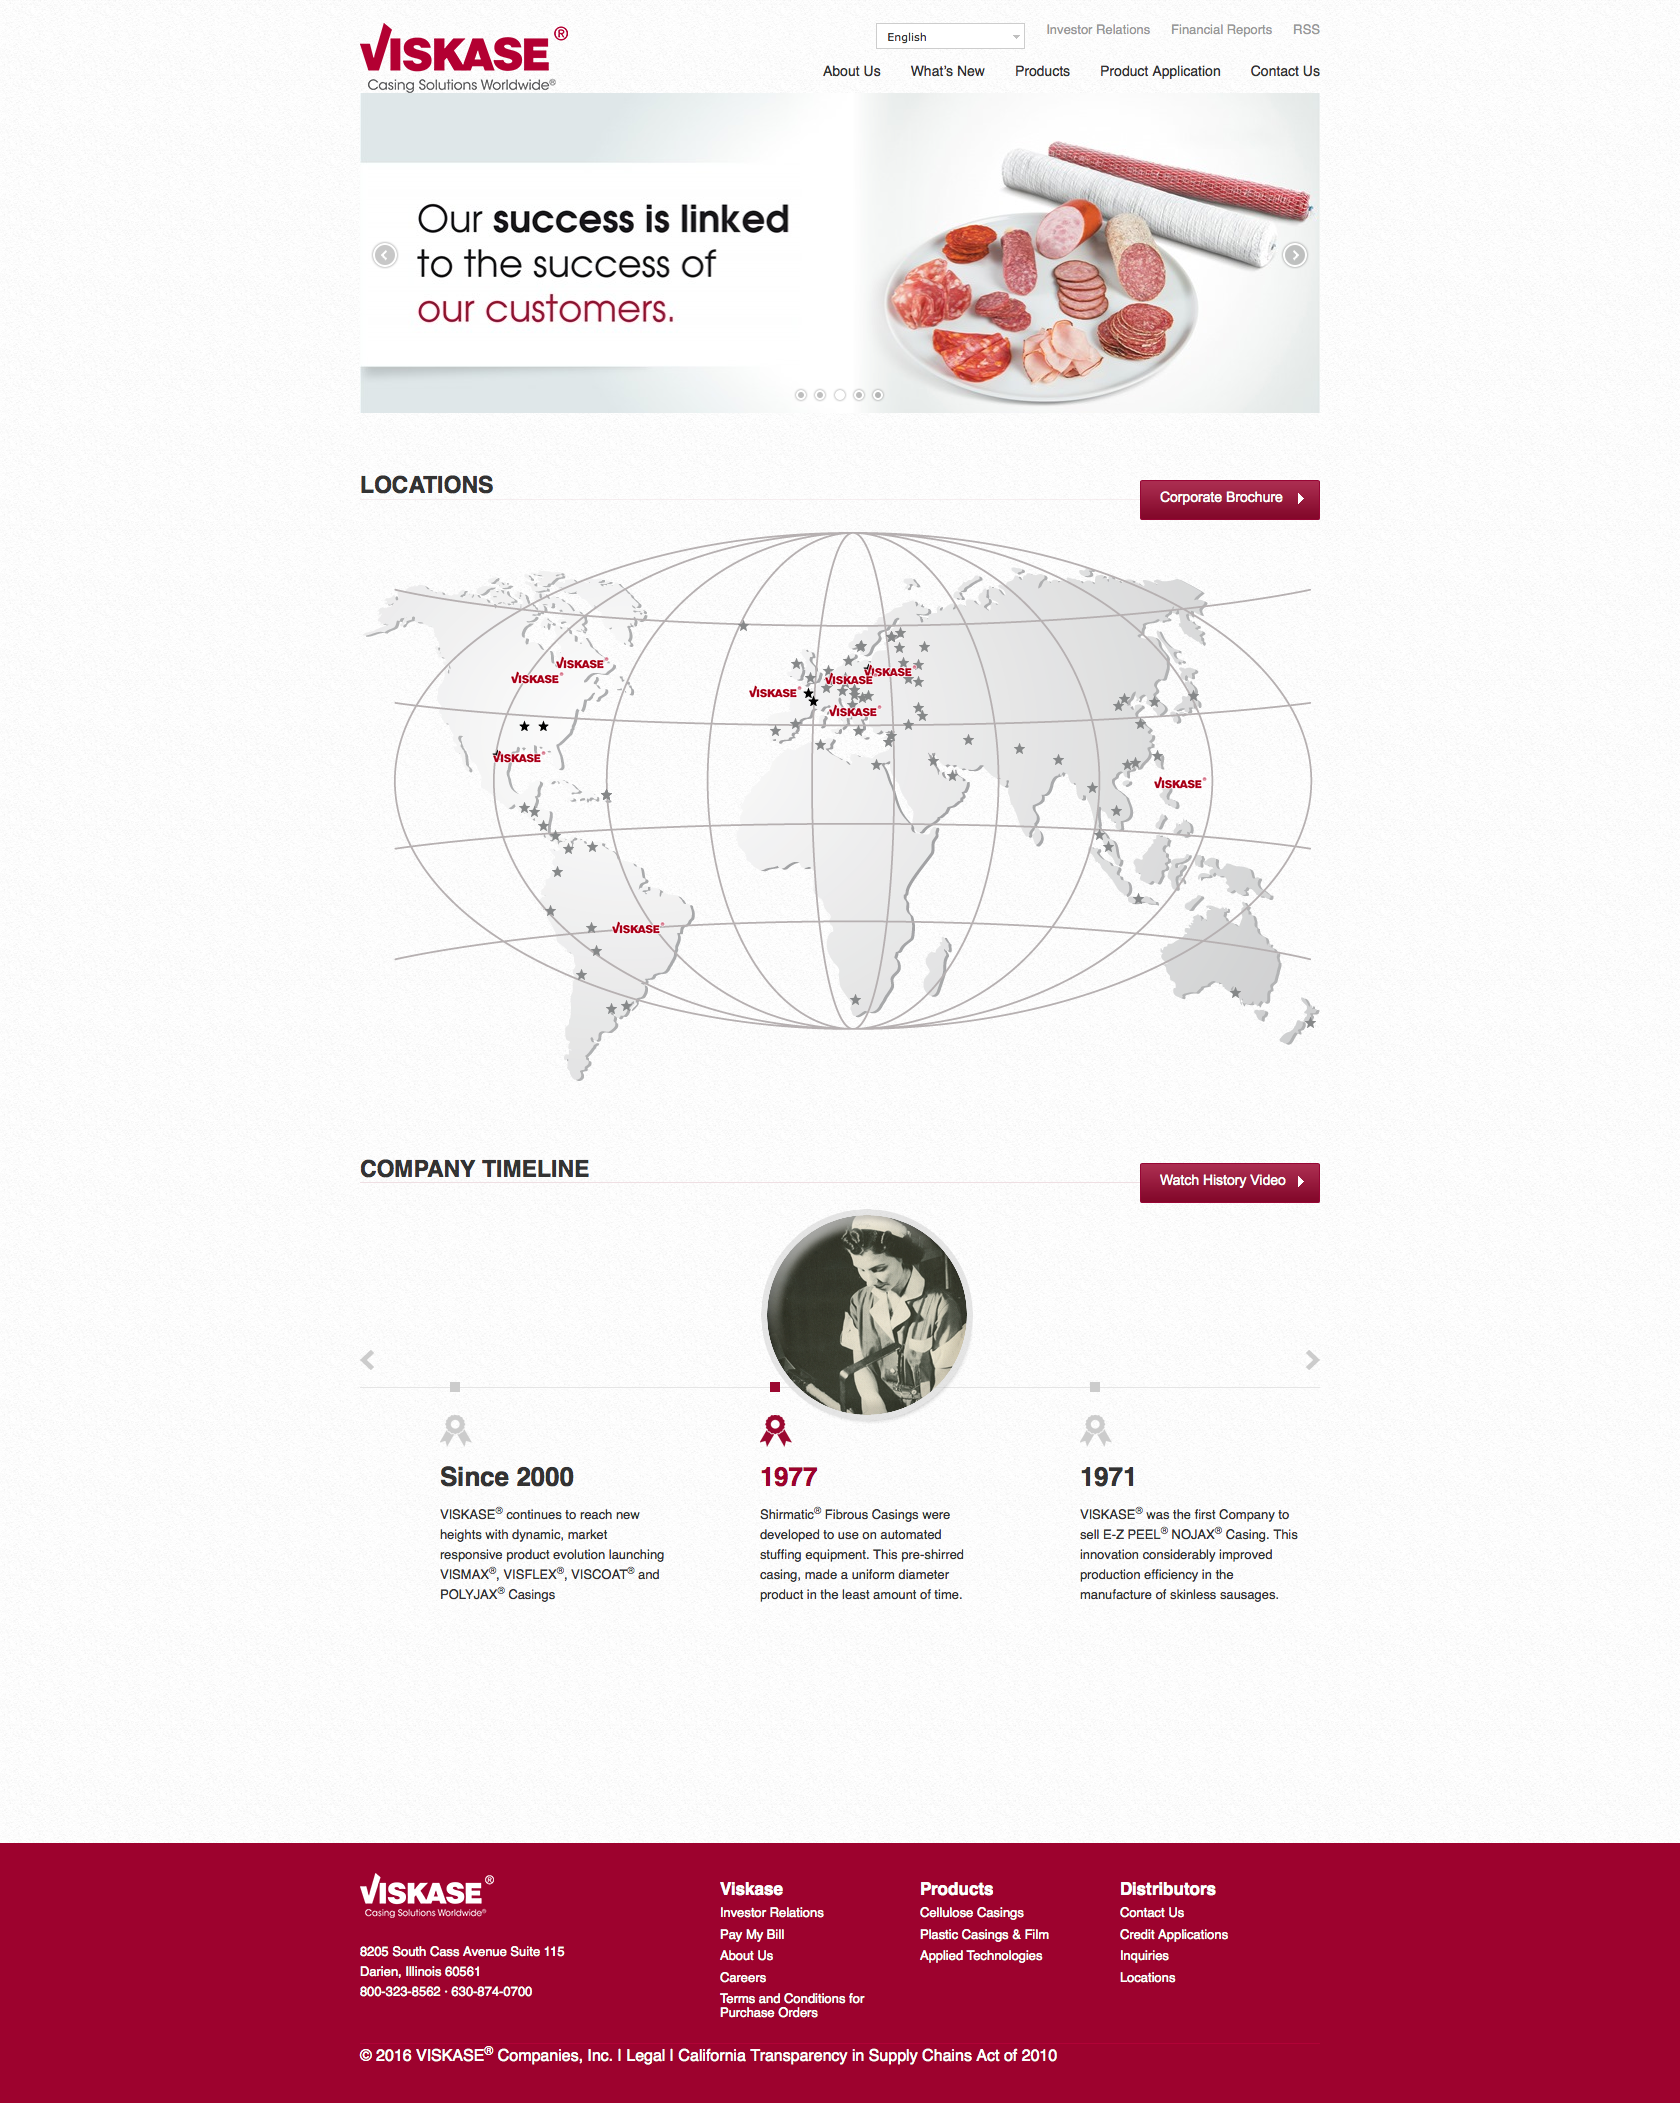 VISKASE®
Casing Solutions Worldwide®
English
Investor Relations
Financial Reports
RSS
About Us
What's New
Products
Product Application
Contact Us
Our success is linked
to the success of
our customers.
LOCATIONS
Corporate Brochure
VISKASE®
VISKASE®
VISKASE®
VISKASE®
VISKASE
VISKASE®
VISKASE®
VISKASE®
VISKASE®
COMPANY TIMELINE
Watch History Video
Since 2000
VISKASE® continues to reach new
heights with dynamic, market
responsive product evolution launching
VISMAX®, VISFLEX®, VISCOAT® and
POLYJAX® Casings
1977
Shirmatic® Fibrous Casings were
developed to use on automated
stuffing equipment. This pre-shirred
casing, made a uniform diameter
product in the least amount of time.
1971
VISKASE® was the first Company to
sell E-Z PEEL® NOJAX® Casing. This
innovation considerably improved
production efficiency in the
manufacture of skinless sausages.
VISKASE®
Casing Solutions Worldwide®
8205 South Cass Avenue Suite 115
Darien, Illinois 60561
800-323-8562 · 630-874-0700
Viskase
Investor Relations
Pay My Bill
About Us
Careers
Terms and Conditions for
Purchase Orders
Products
Cellulose Casings
Plastic Casings & Film
Applied Technologies
Distributors
Contact Us
Credit Applications
Inquiries
Locations
© 2016 VISKASE® Companies, Inc. | Legal | California Transparency in Supply Chains Act of 2010